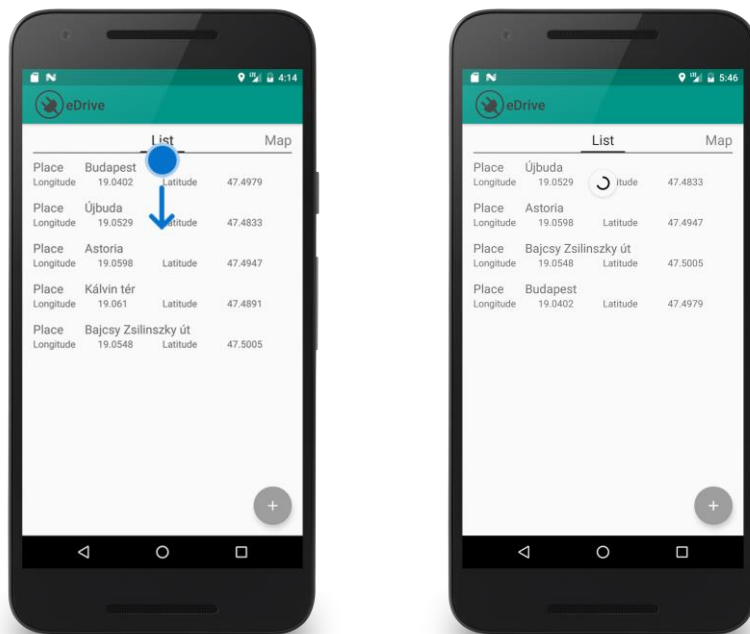 4:14
eDrive
List Map
Place Budapest
Longitude 19.0402 Latitude 47.4979
Place Újbuda
Longitude 19.0529 Latitude 47.4833
Place Astoria
Longitude 19.0598 Latitude 47.4947
Place Kálvin tér
Longitude 19.061 Latitude 47.4891
Place Bajcsy Zsilinszky út
Longitude 19.0548 Latitude 47.5005
+
5:46
eDrive
List Map
Place Újbuda
Longitude 19.0529 itude 47.4833
Place Astoria
Longitude 19.0598 Latitude 47.4947
Place Bajcsy Zsilinszky út
Longitude 19.0548 Latitude 47.5005
Place Budapest
Longitude 19.0402 Latitude 47.4979
+